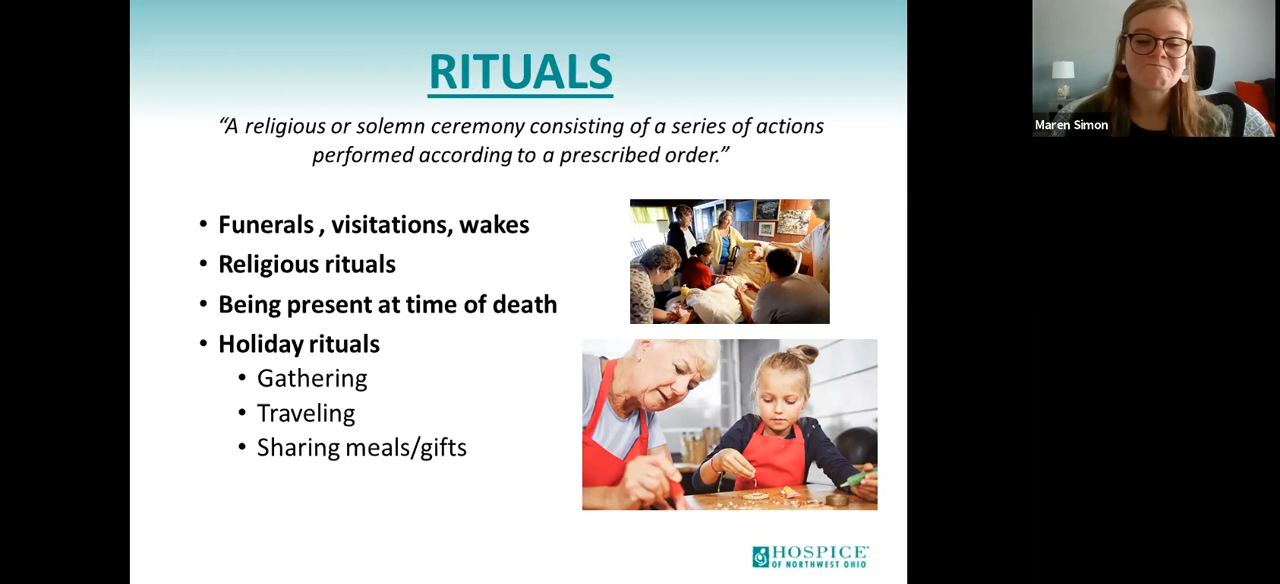 RITUALS
“A religious or solemn ceremony consisting of a series of actions
performed according to a prescribed order.”
• Funerals , visitations, wakes
• Religious rituals
• Being present at time of death
• Holiday rituals
• Gathering
• Traveling
• Sharing meals/gifts
HOSPICE
OF NORTHWEST OHIO
Maren Simon